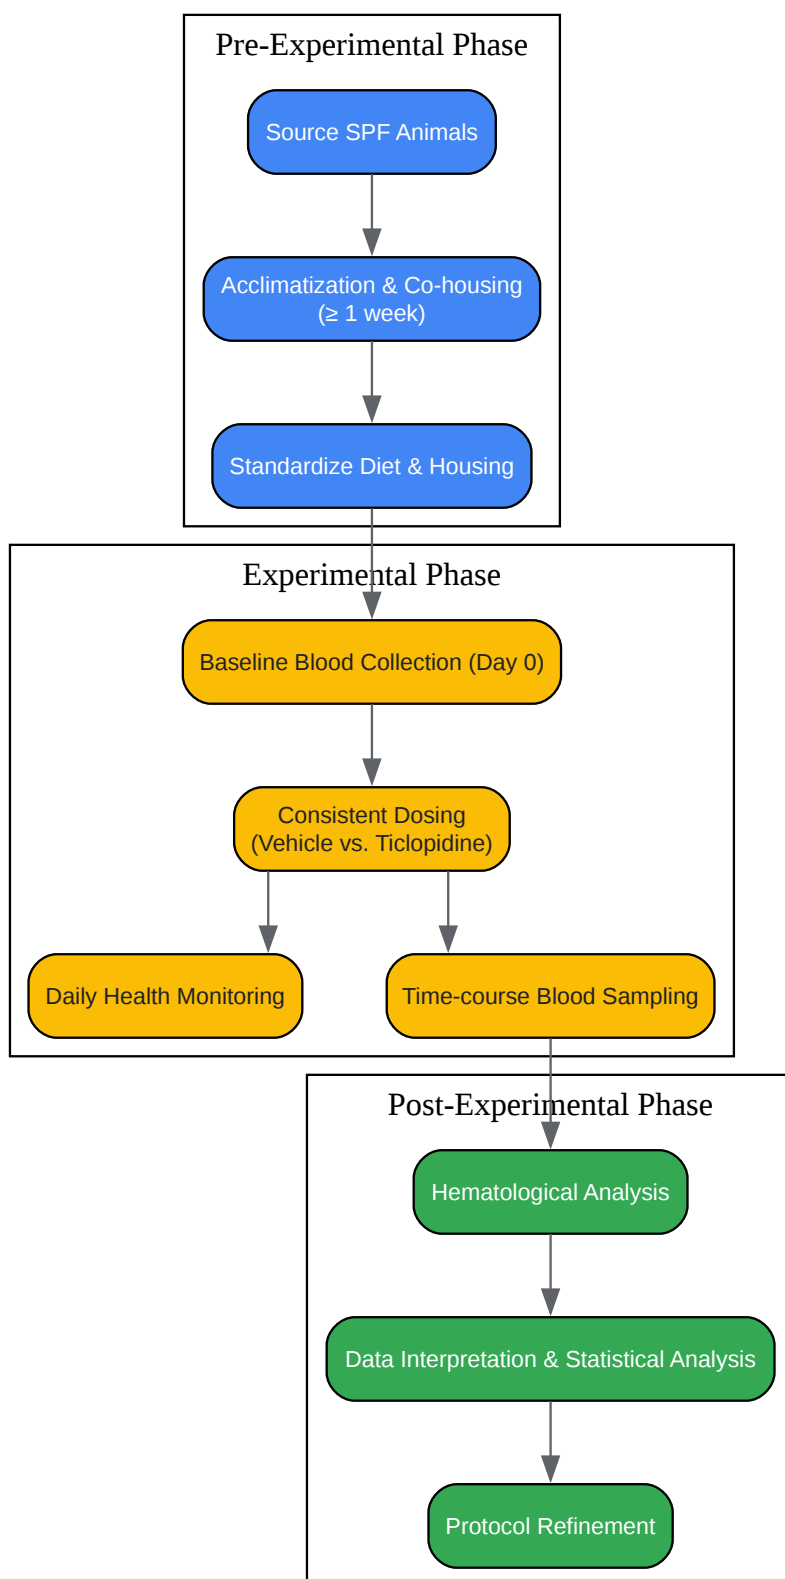 Pre-Experimental Phase
Source SPF Animals
Acclimatization & Co-housing
(≥ 1 week)
Standardize Diet & Housing
Experimental Phase
Baseline Blood Collection (Day 0)
Consistent Dosing
(Vehicle vs. Ticlopidine)
Daily Health Monitoring
Time-course Blood Sampling
Post-Experimental Phase
Hematological Analysis
Data Interpretation & Statistical Analysis
Protocol Refinement